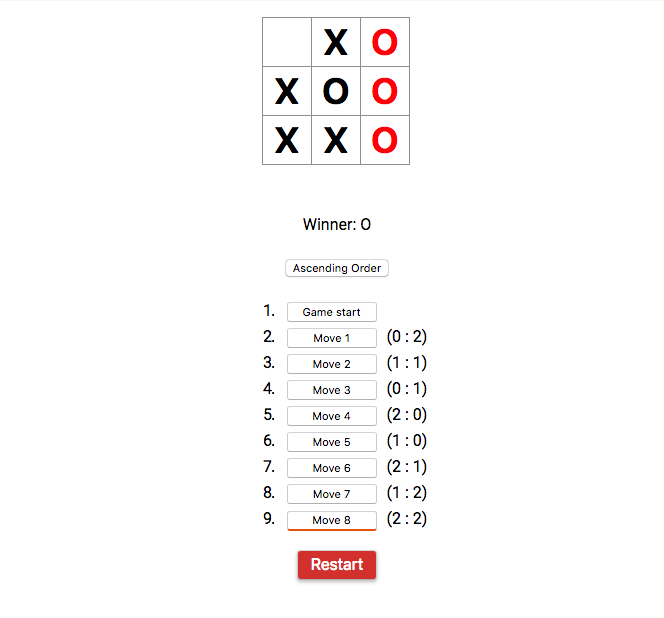 X O
X O O
X X O
Winner: O
Ascending Order
1. Game start
2. Move 1 (0 : 2)
3. Move 2 (1 : 1)
4. Move 3 (0 : 1)
5. Move 4 (2 : 0)
6. Move 5 (1 : 0)
7. Move 6 (2 : 1)
8. Move 7 (1 : 2)
9. Move 8 (2 : 2)
Restart